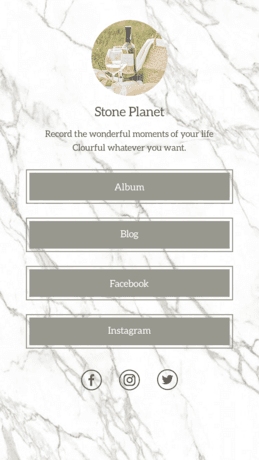 Stone Planet
Record the wonderful moments of your life
Clourful whatever you want.
Album
Blog
Facebook
Instagram